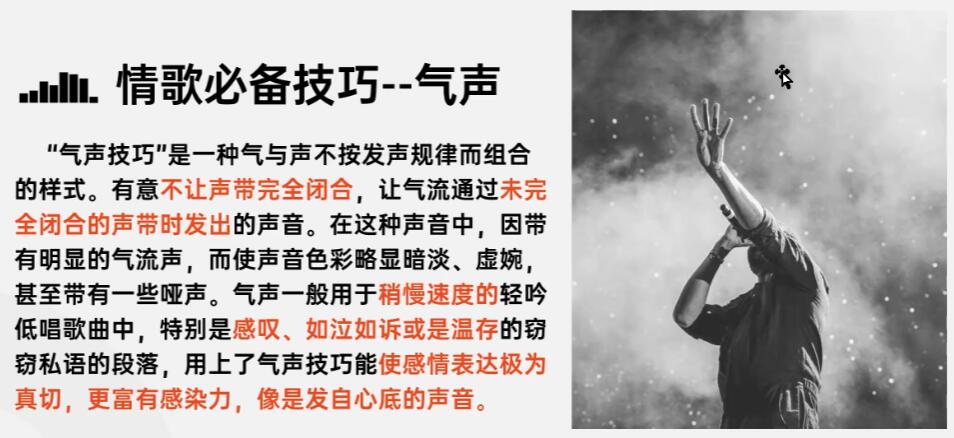 情歌必备技巧--气声
“气声技巧”是一种气与声不按发声规律而组合
的样式。有意不让声带完全闭合，让气流通过未完
全闭合的声带时发出的声音。在这种声音中，因带
有明显的气流声，而使声音色彩略显暗淡、虚婉，
甚至带有一些哑声。气声一般用于稍慢速度的轻吟
低唱歌曲中，特别是感叹、如泣如诉或是温存的窃
窃私语的段落，用上了气声技巧能使感情表达极为
真切，更富有感染力，像是发自心底的声音。